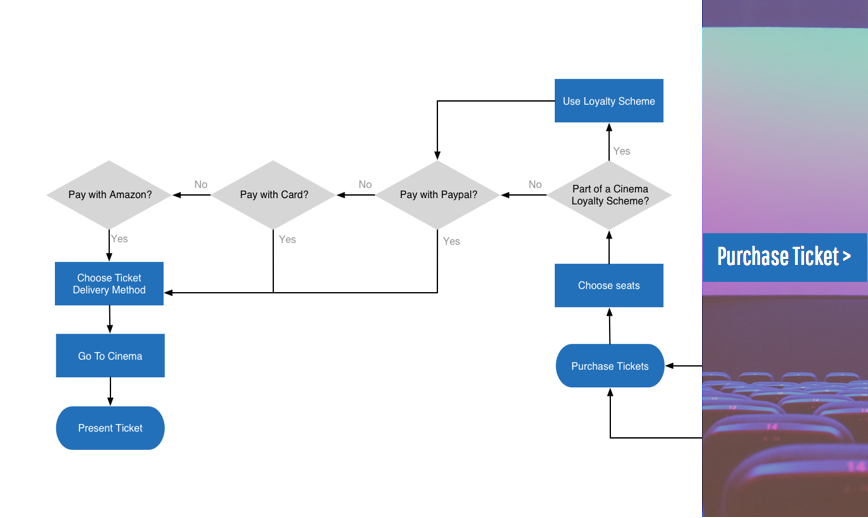 Use Loyalty Scheme
Yes
Pay with Amazon?
No
Pay with Card?
No
Pay with Paypal?
No
Part of a Cinema
Loyalty Scheme?
Yes
Yes
Yes
Purchase Ticket >
Choose Ticket
Delivery Method
Choose seats
Go To Cinema
Purchase Tickets
Present Ticket
14
14